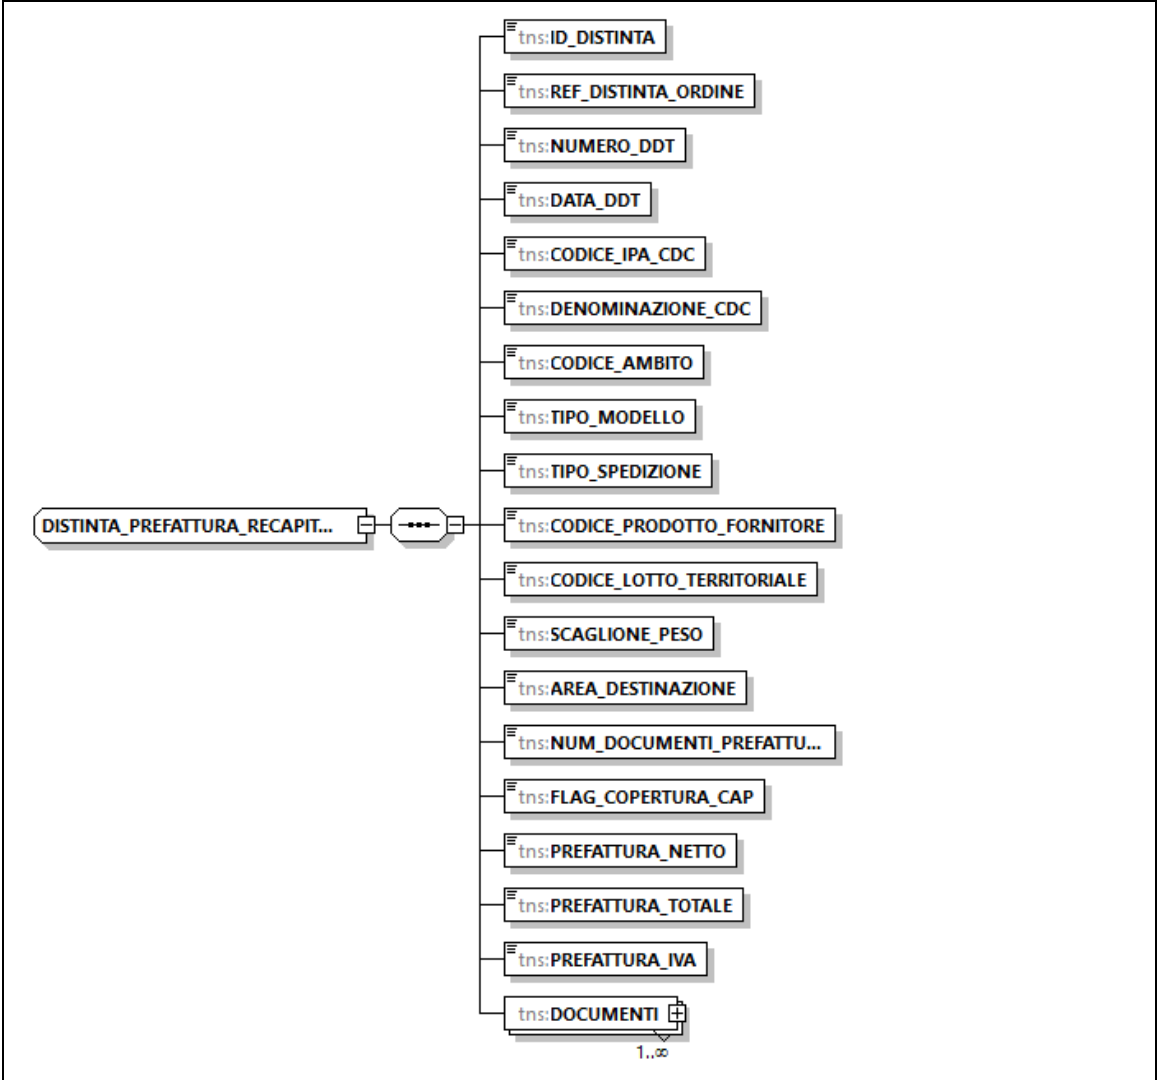 tns:ID_DISTINTA
tns:REF_DISTINTA_ORDINE
tns:NUMERO_DDT
tns:DATA_DDT
tns:CODICE_IPA_CDC
tns:DENOMINAZIONE_CDC
tns:CODICE_AMBITO
tns:TIPO_MODELLO
tns:TIPO_SPEDIZIONE
DISTINTA_PREFATTURA_RECAPIT...
tns:CODICE_PRODOTTO_FORNITORE
tns:CODICE_LOTTO_TERRITORIALE
tns:SCAGLIONE_PESO
tns:AREA_DESTINAZIONE
tns:NUM_DOCUMENTI_PREFATTU...
tns:FLAG_COPERTURA_CAP
tns:PREFATTURA_NETTO
tns:PREFATTURA_TOTALE
tns:PREFATTURA_IVA
tns:DOCUMENTI
1..∞